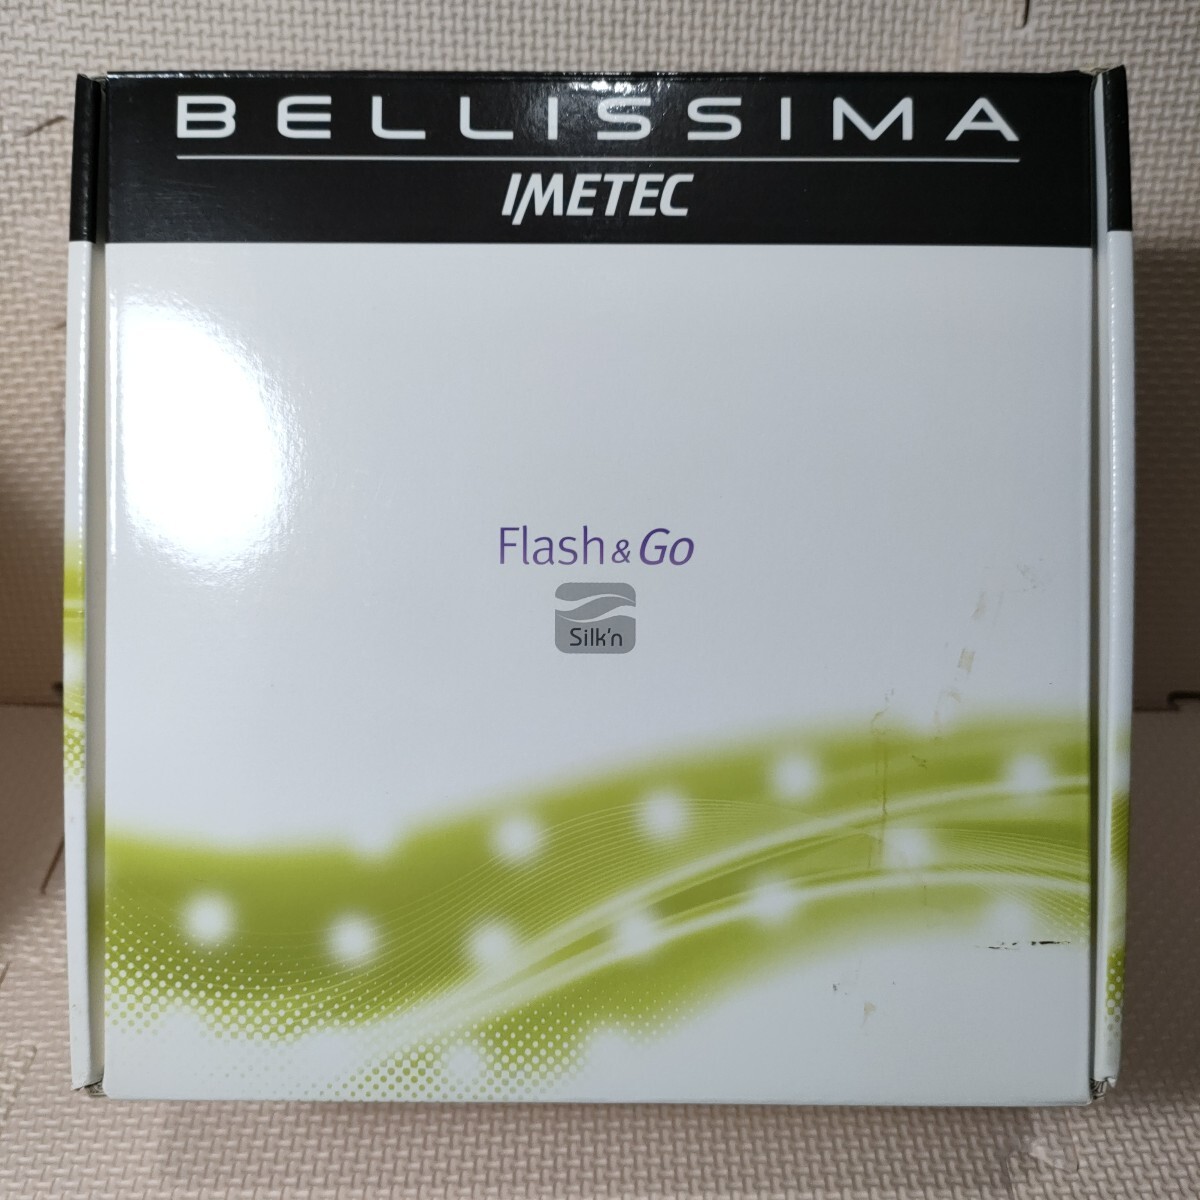 BELLISSIMA
IMETEC
Flash & Go
Silk'n